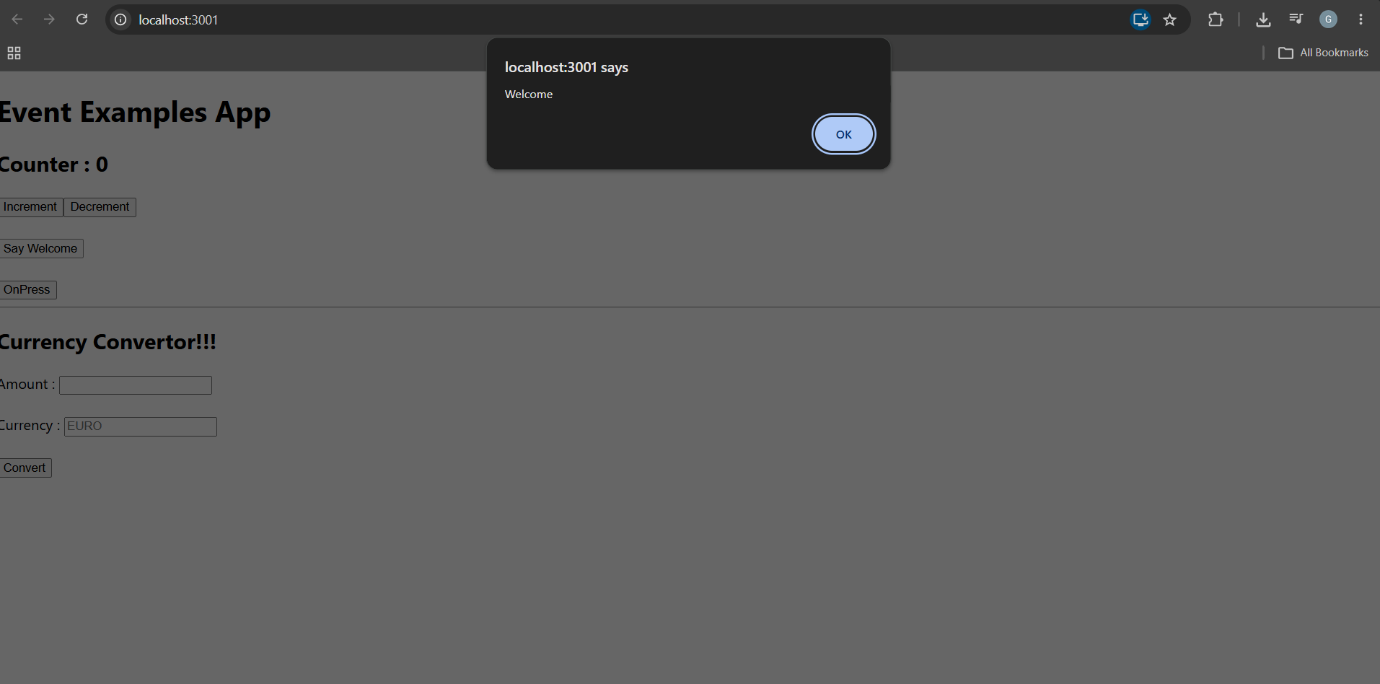 localhost:3001
G
All Bookmarks
localhost:3001 says
Welcome
OK
Event Examples App
Counter : 0
Increment Decrement
Say Welcome
OnPress
Currency Convertor!!!
Amount :
Currency : EURO
Convert